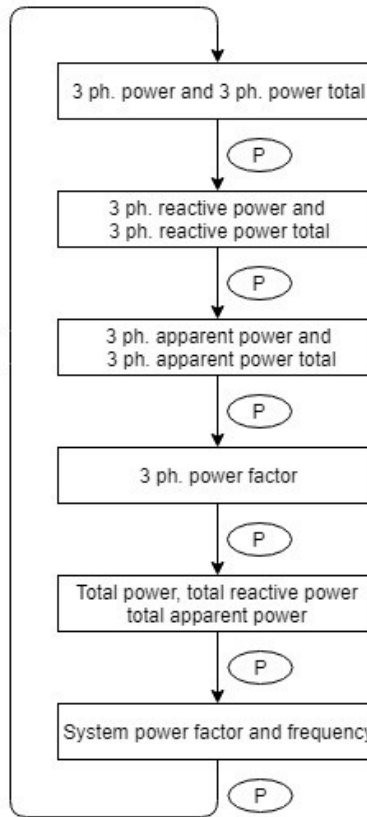 3 ph. power and 3 ph. power total
P
3 ph. reactive power and
3 ph. reactive power total
P
3 ph. apparent power and
3 ph. apparent power total
P
3 ph. power factor
P
Total power, total reactive power
total apparent power
P
System power factor and frequency
P